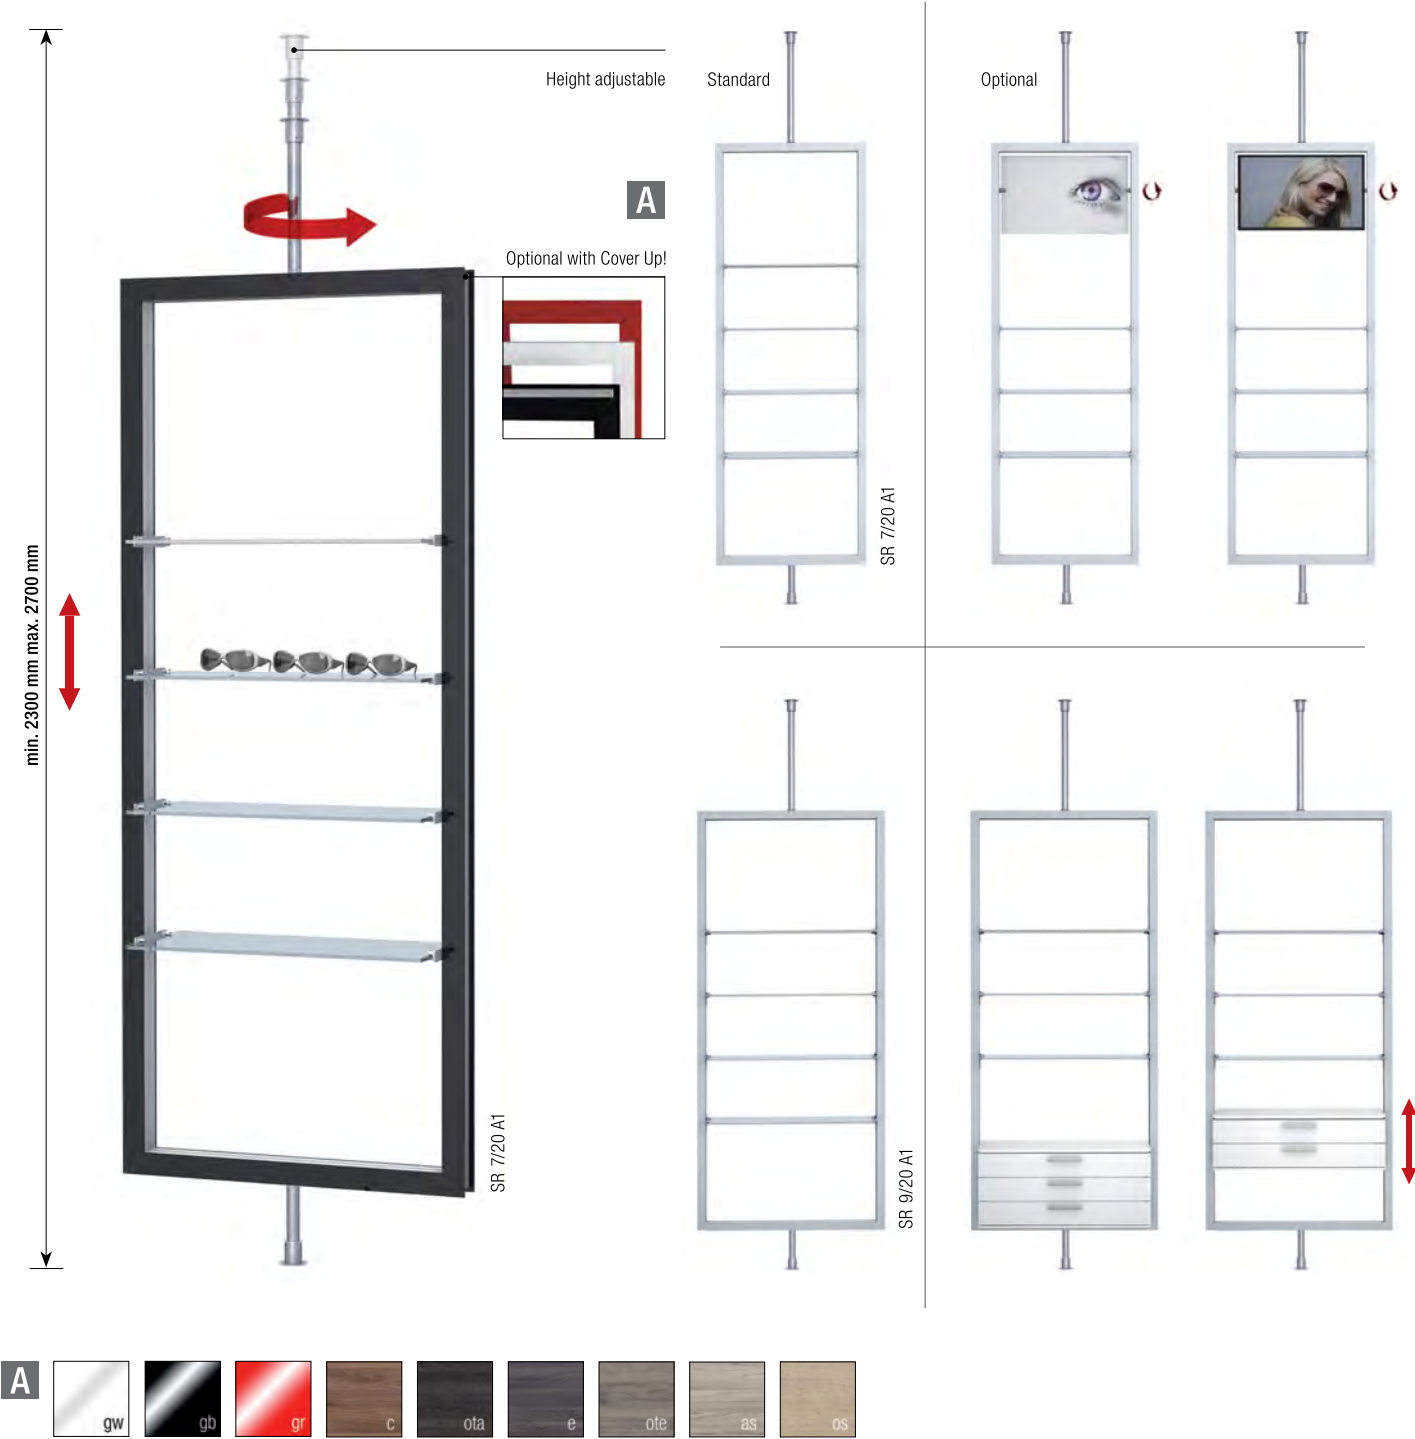 Height adjustable
Standard
Optional
A
Optional with Cover Up!
min. 2300 mm max. 2700 mm
SR 7/20 A1
SR 7/20 A1
SR 9/20 A1
A
gw
gb
gr
c
ota
e
ote
as
os